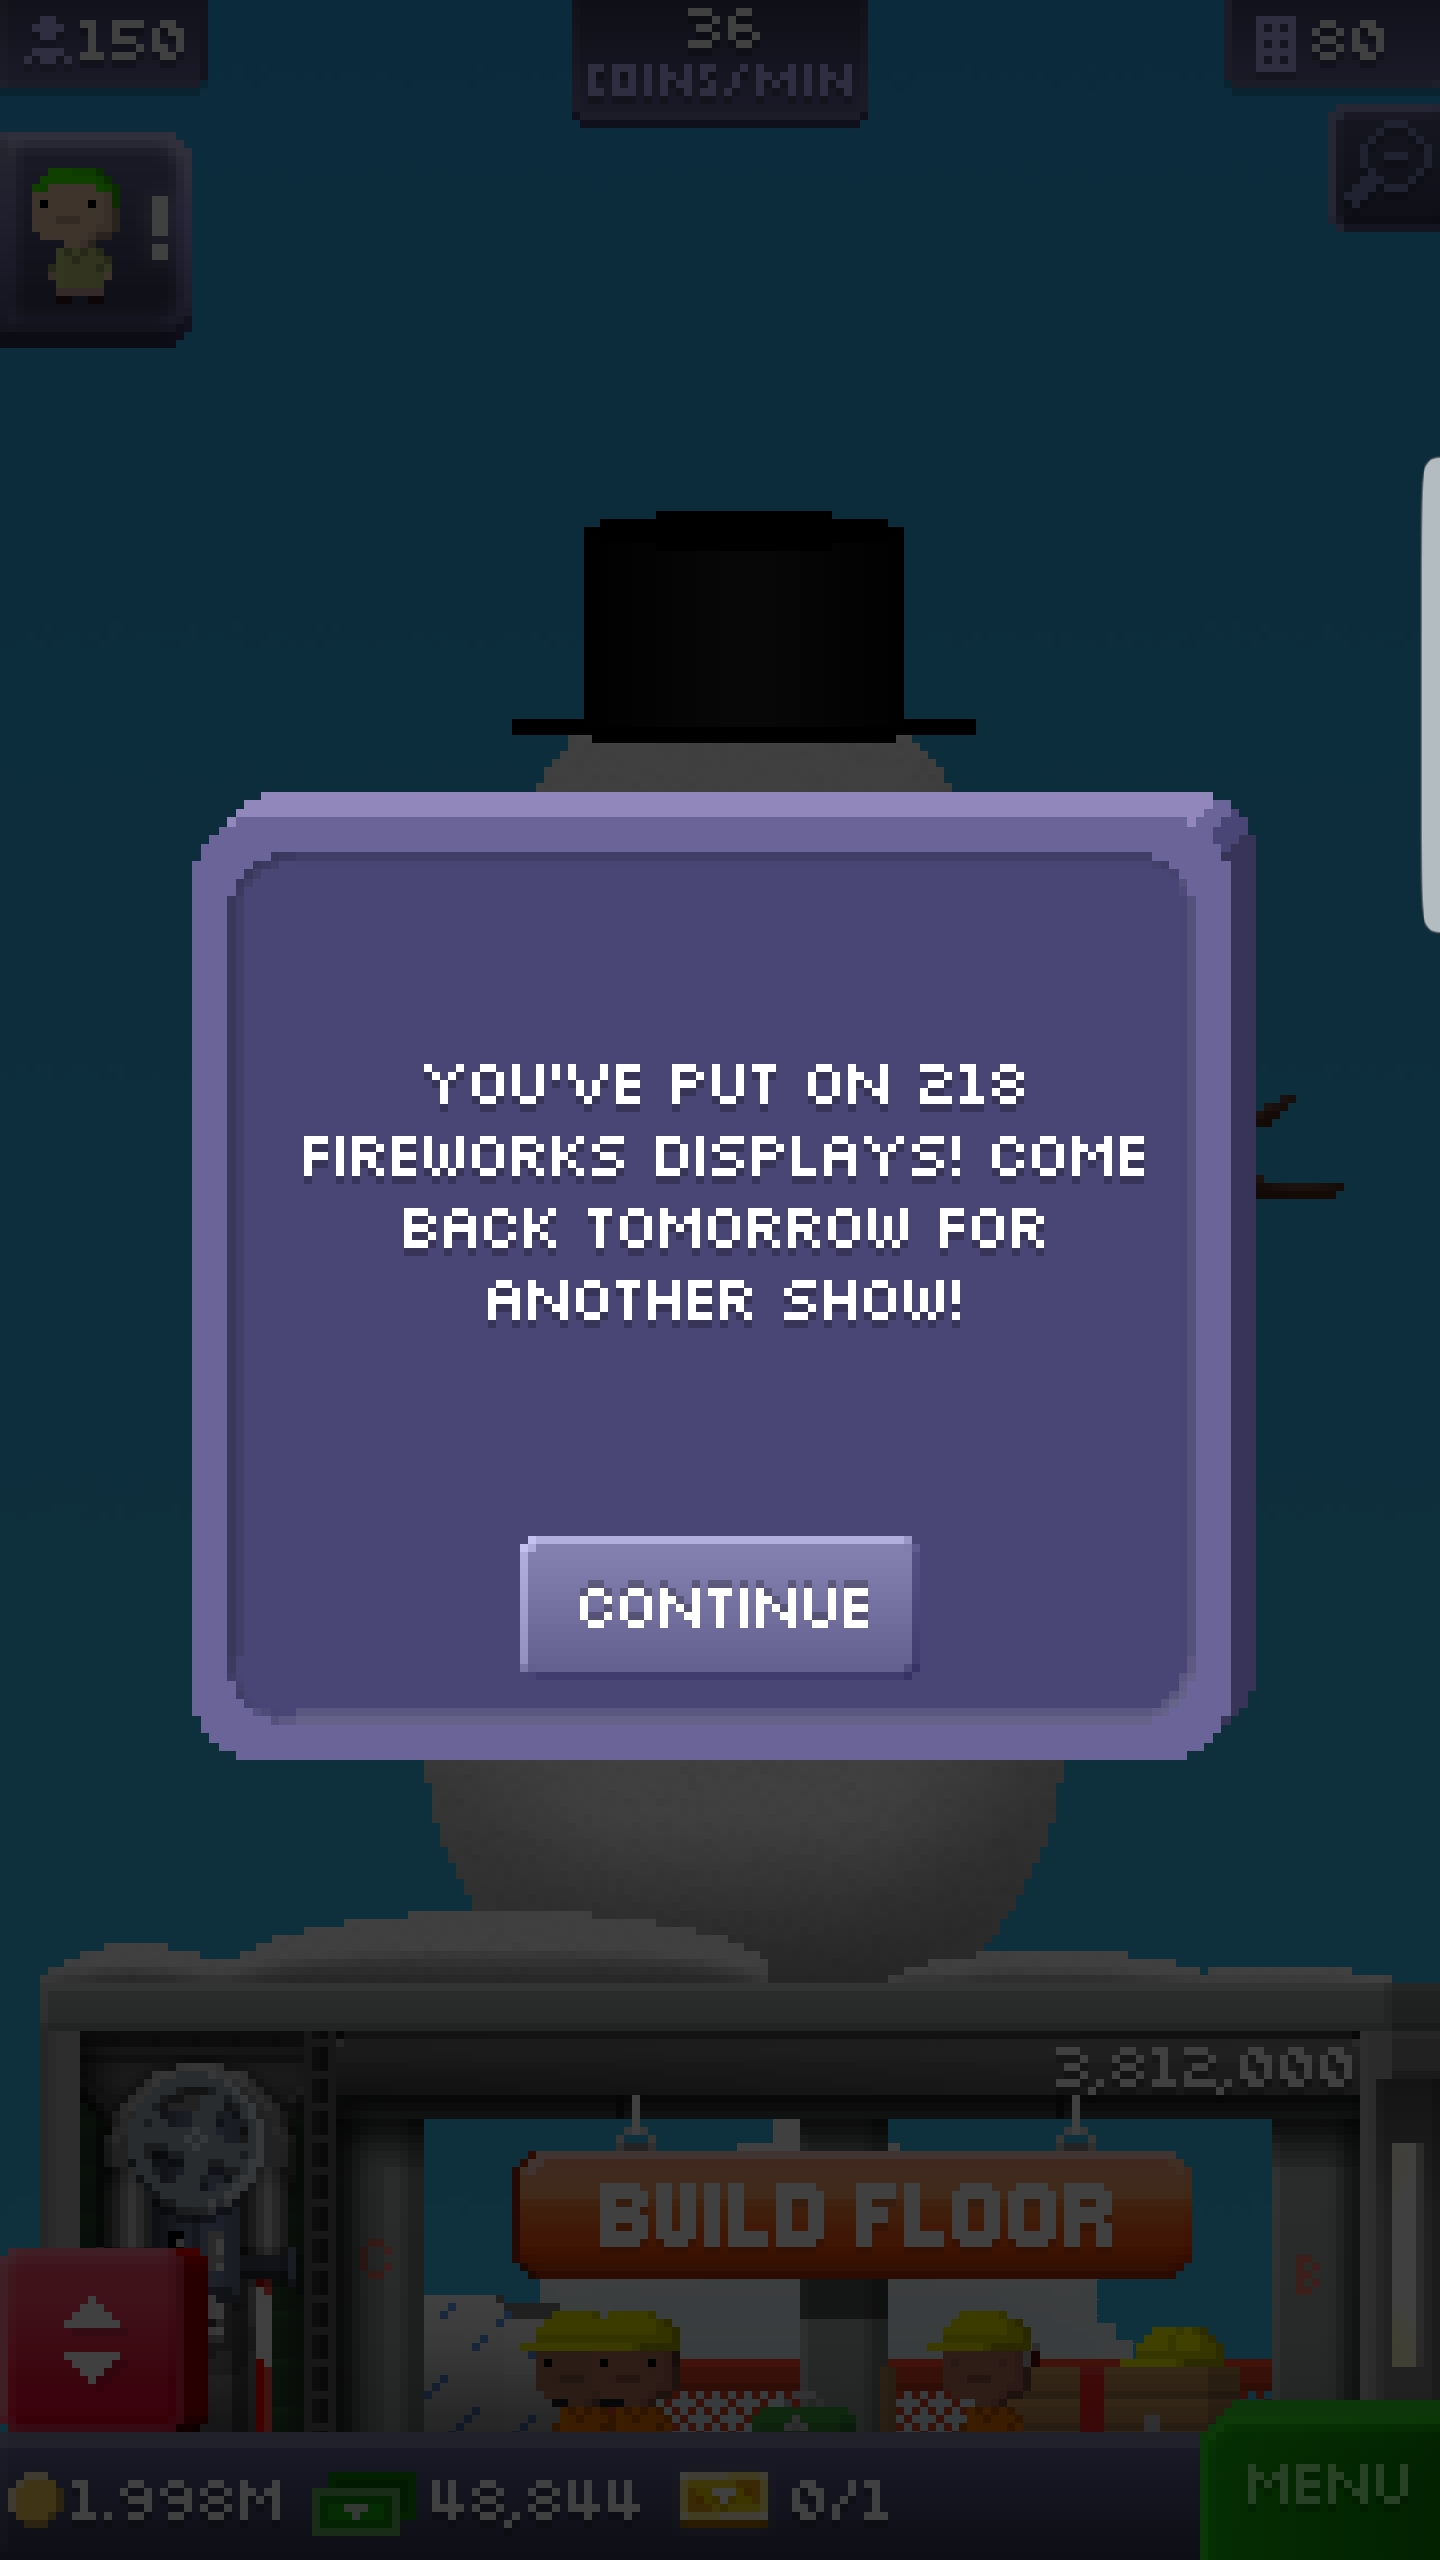 150
36
COINS/MIN
80
!
YOU'VE PUT ON 218
FIREWORKS DISPLAYS! COME
BACK TOMORROW FOR
ANOTHER SHOW!
CONTINUE
3,812,000
BUILD FLOOR
C
B
1.998M
48,844
0/1
MENU